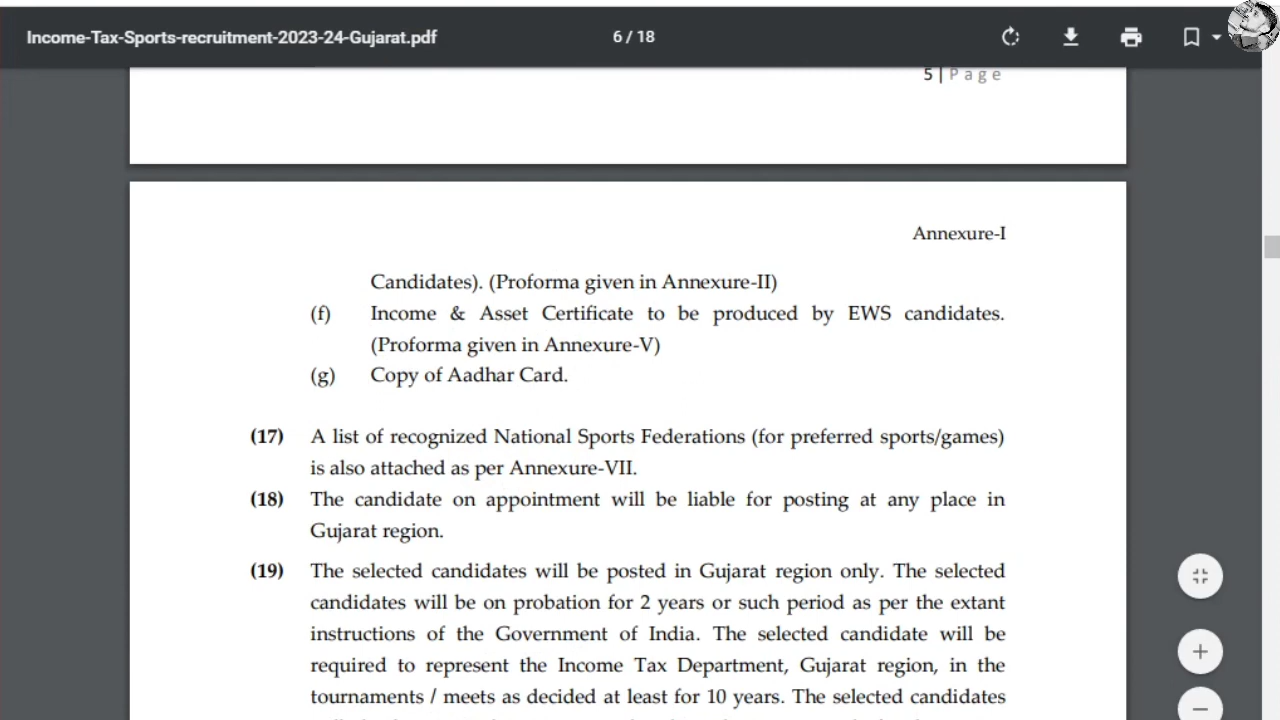 Income-Tax-Sports-recruitment-2023-24-Gujarat.pdf
6 / 18
5 | Page
Annexure-I
Candidates). (Proforma given in Annexure-II)
(f) Income & Asset Certificate to be produced by EWS candidates.
(Proforma given in Annexure-V)
(g) Copy of Aadhar Card.
(17) A list of recognized National Sports Federations (for preferred sports/games)
is also attached as per Annexure-VII.
(18) The candidate on appointment will be liable for posting at any place in
Gujarat region.
(19) The selected candidates will be posted in Gujarat region only. The selected
candidates will be on probation for 2 years or such period as per the extant
instructions of the Government of India. The selected candidate will be
required to represent the Income Tax Department, Gujarat region, in the
tournaments / meets as decided at least for 10 years. The selected candidates